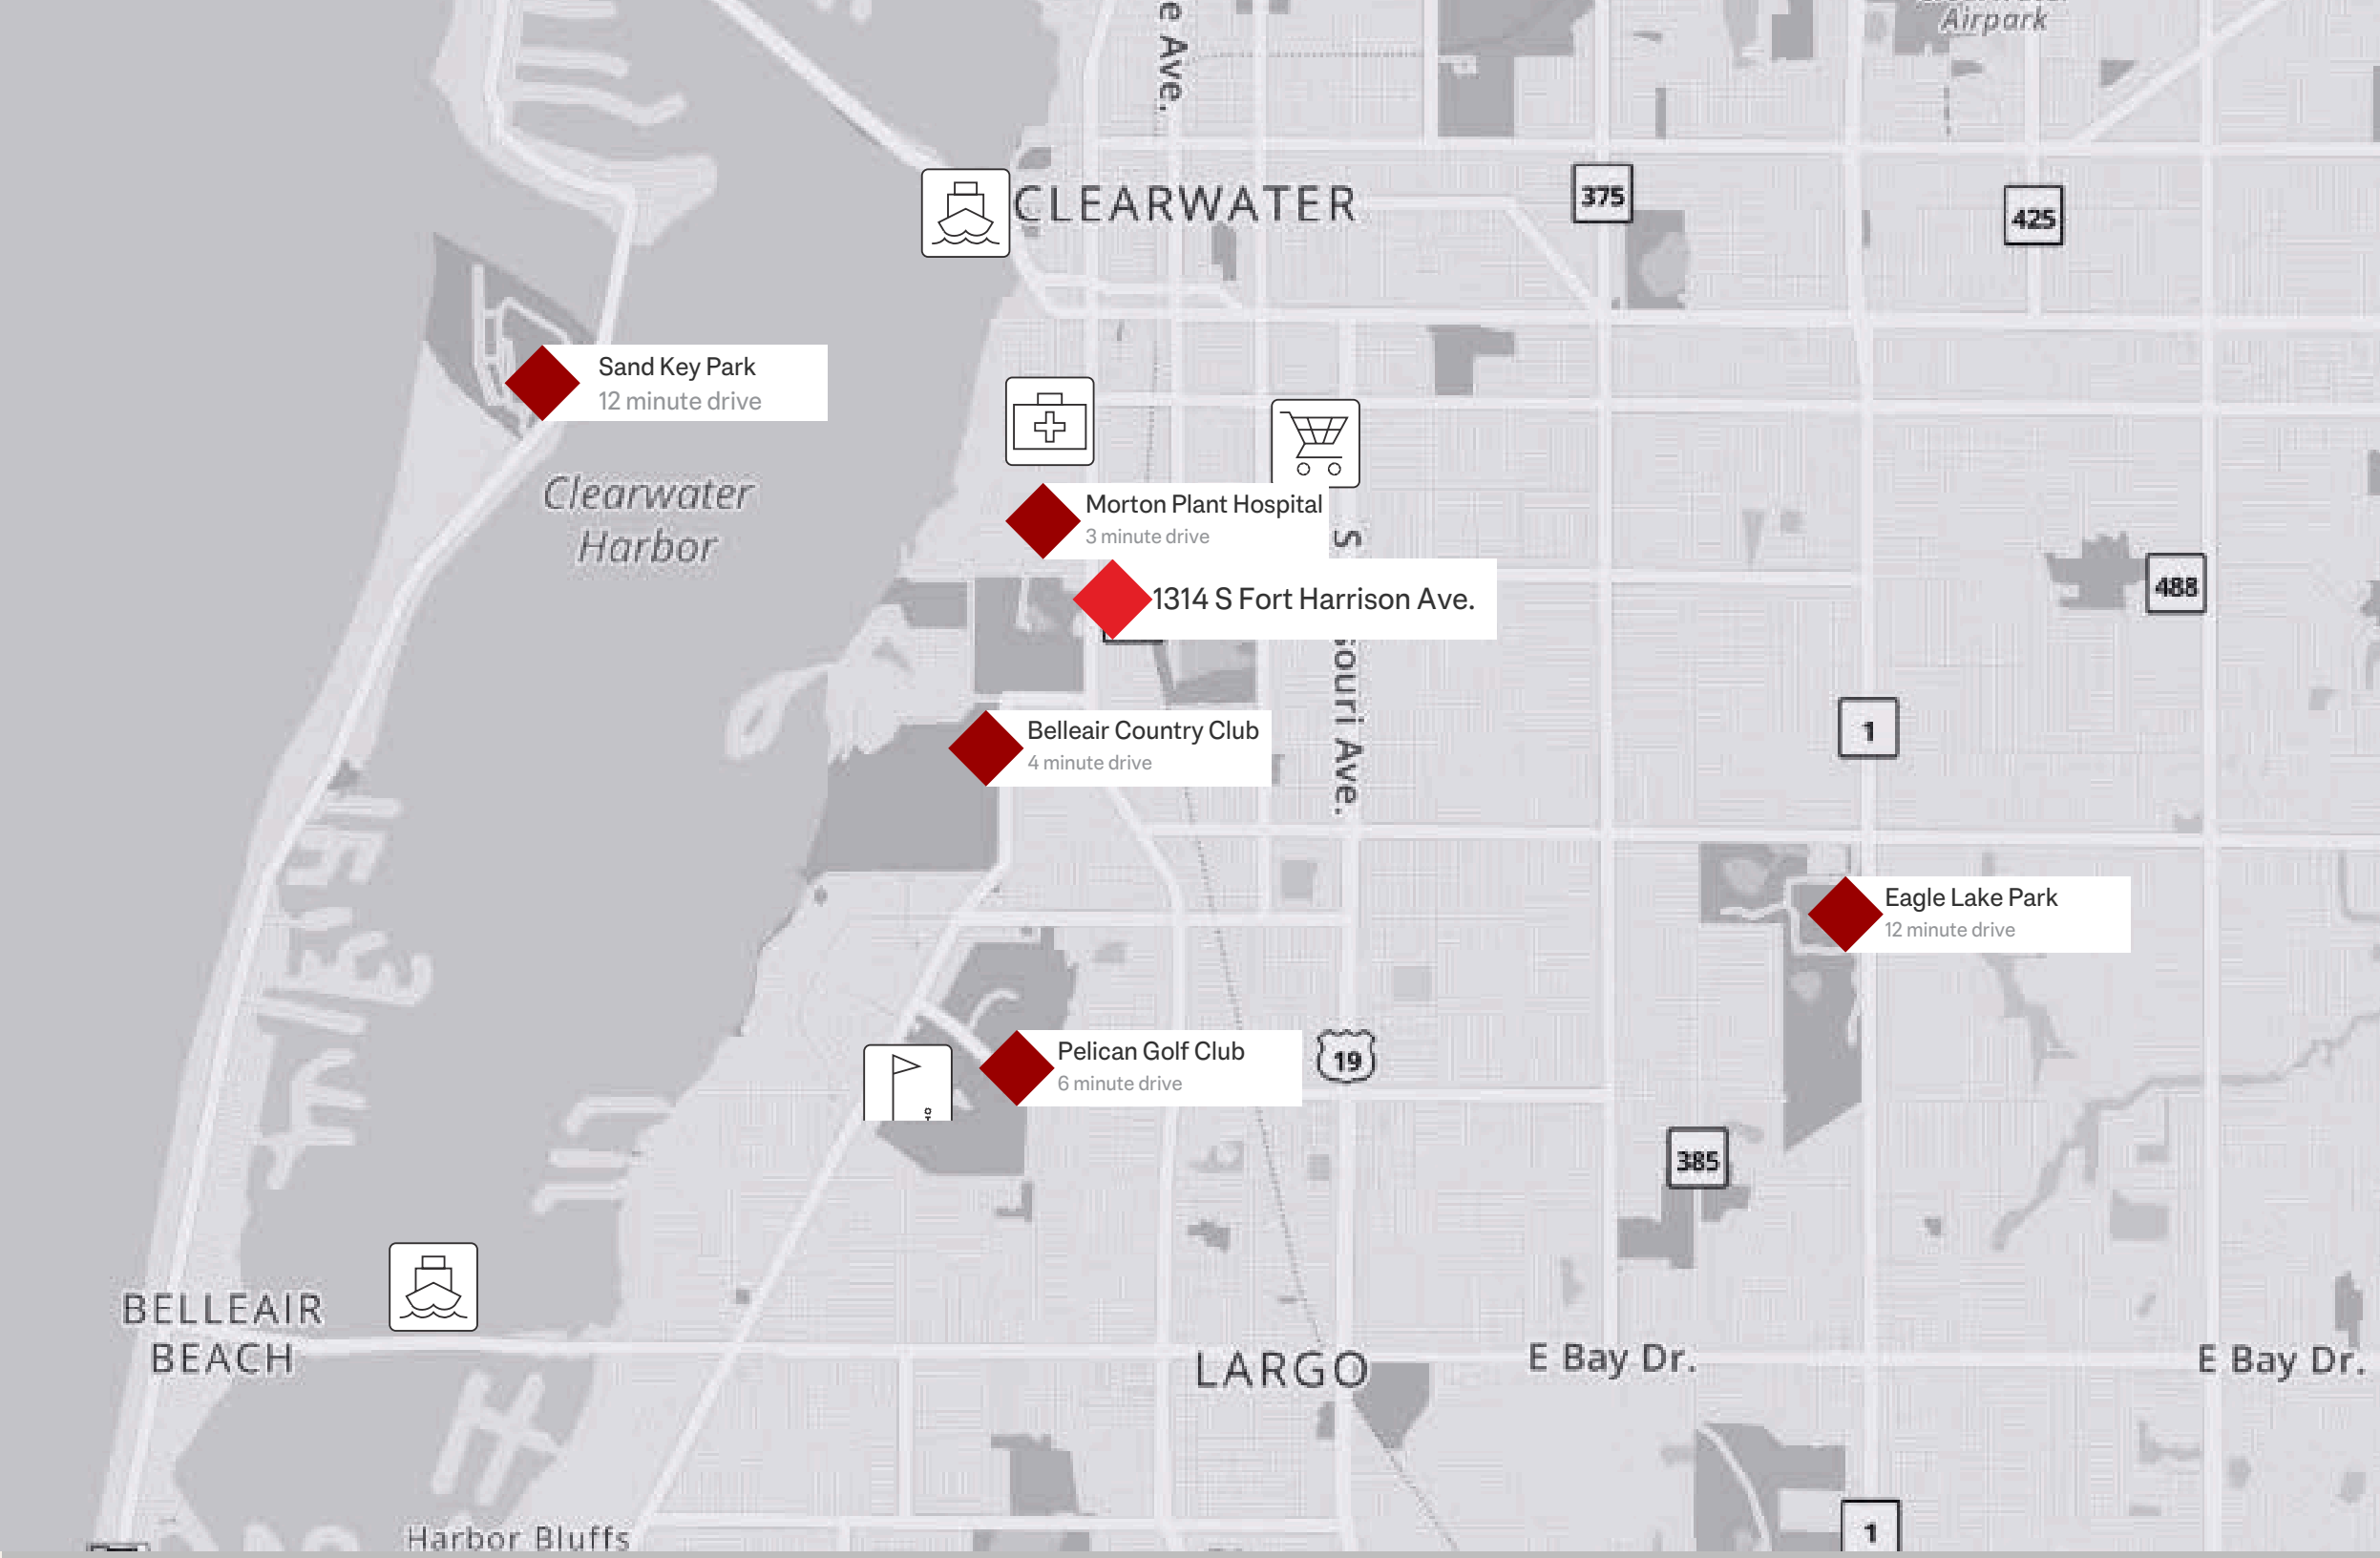 Airpark
e Ave.
CLEARWATER
375
425
Sand Key Park
12 minute drive
Clearwater
Harbor
Morton Plant Hospital
3 minute drive
S
1314 S Fort Harrison Ave.
488
souri Ave.
Belleair Country Club
4 minute drive
1
Eagle Lake Park
12 minute drive
Pelican Golf Club
6 minute drive
19
385
BELLEAIR
BEACH
LARGO
E Bay Dr.
E Bay Dr.
Harbor Bluffs
1